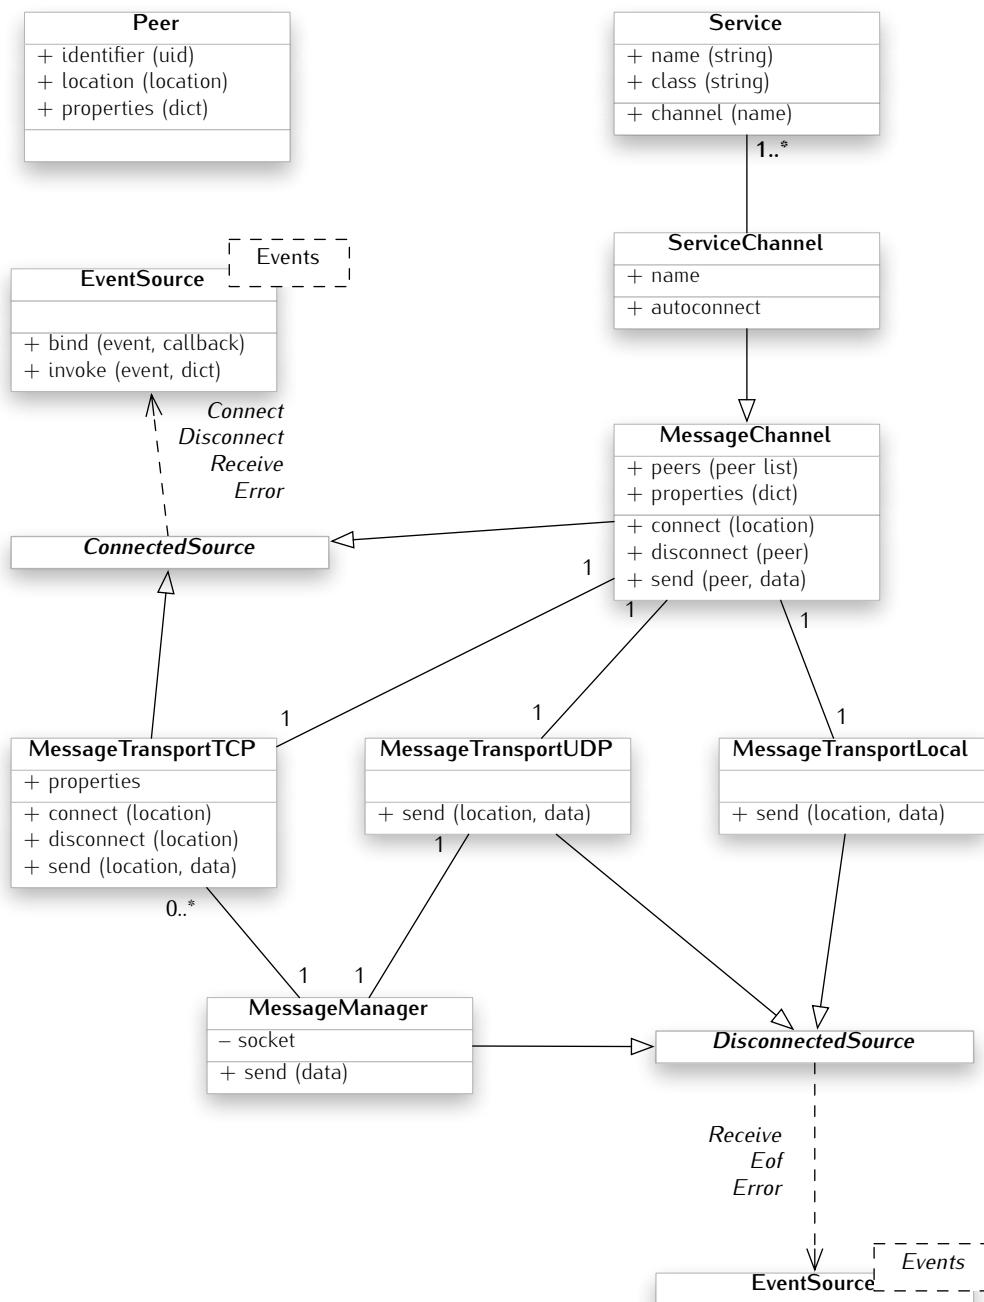 Peer
+ identifier (uid)
+ location (location)
+ properties (dict)
Service
+ name (string)
+ class (string)
+ channel (name)
1..*
ServiceChannel
+ name
+ autoconnect
Events
EventSource
+ bind (event, callback)
+ invoke (event, dict)
Connect
Disconnect
Receive
Error
MessageChannel
+ peers (peer list)
+ properties (dict)
+ connect (location)
+ disconnect (peer)
+ send (peer, data)
ConnectedSource
1
1
1
1
1
1
MessageTransportTCP
+ properties
+ connect (location)
+ disconnect (location)
+ send (location, data)
MessageTransportUDP
+ send (location, data)
MessageTransportLocal
+ send (location, data)
1
0..*
1
1
MessageManager
– socket
+ send (data)
DisconnectedSource
Receive
Eof
Error
Events
EventSource